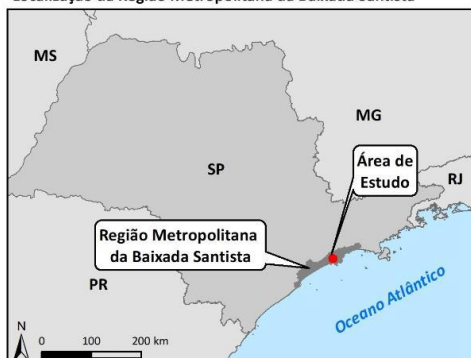 Localização da Região Metropolitana da Baixada Santista
MS
MG
Área de
Estudo
RJ
SP
Região Metropolitana
da Baixada Santista
PR
Oceano Atlântico
N
0 100 200 km